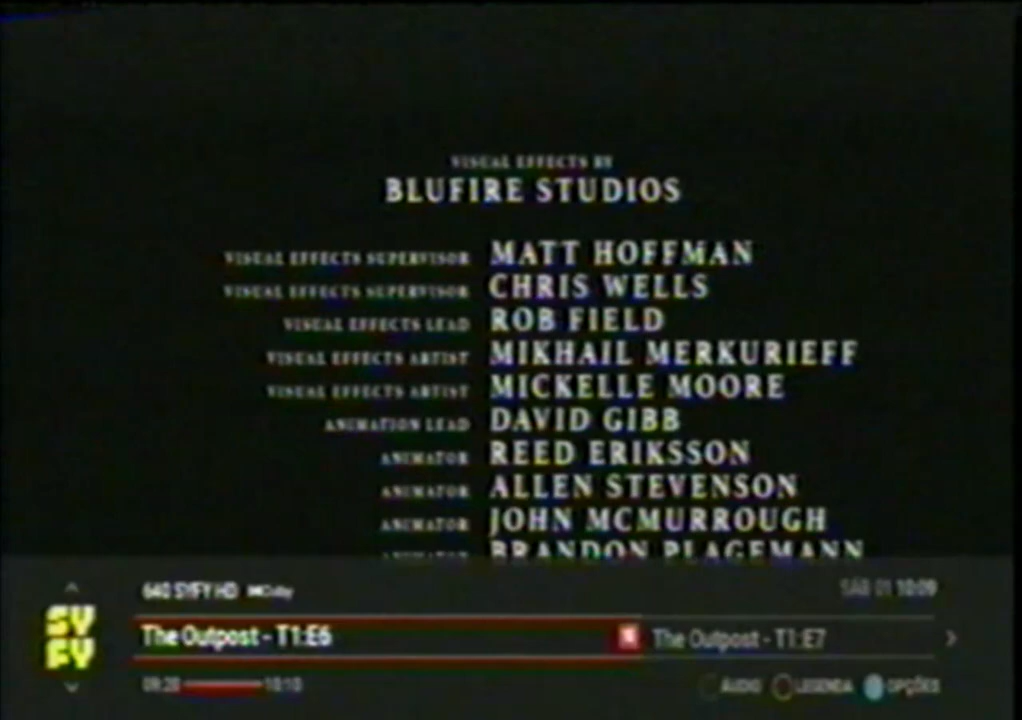 VISUAL EFFECTS BY
BLUFIRE STUDIOS
VISUAL EFFECTS SUPERVISOR MATT HOFFMAN
VISUAL EFFECTS SUPERVISOR CHRIS WELLS
VISUAL EFFECTS LEAD ROB FIELD
VISUAL EFFECTS ARTIST MIKHAIL MERKURIEFF
VISUAL EFFECTS ARTIST MICKELLE MOORE
ANIMATION LEAD DAVID GIBB
ANIMATOR REED ERIKSSON
ANIMATOR ALLEN STEVENSON
ANIMATOR JOHN MCMURROUGH
ANIMATOR BRANDON PLAGEMANN
640 SYFY HD Dolby
SÁB 01 10:09
SYFY
The Outpost - T1:E6
The Outpost - T1:E7
09:20 10:10
ÁUDIO LEGENDA OPÇÕES